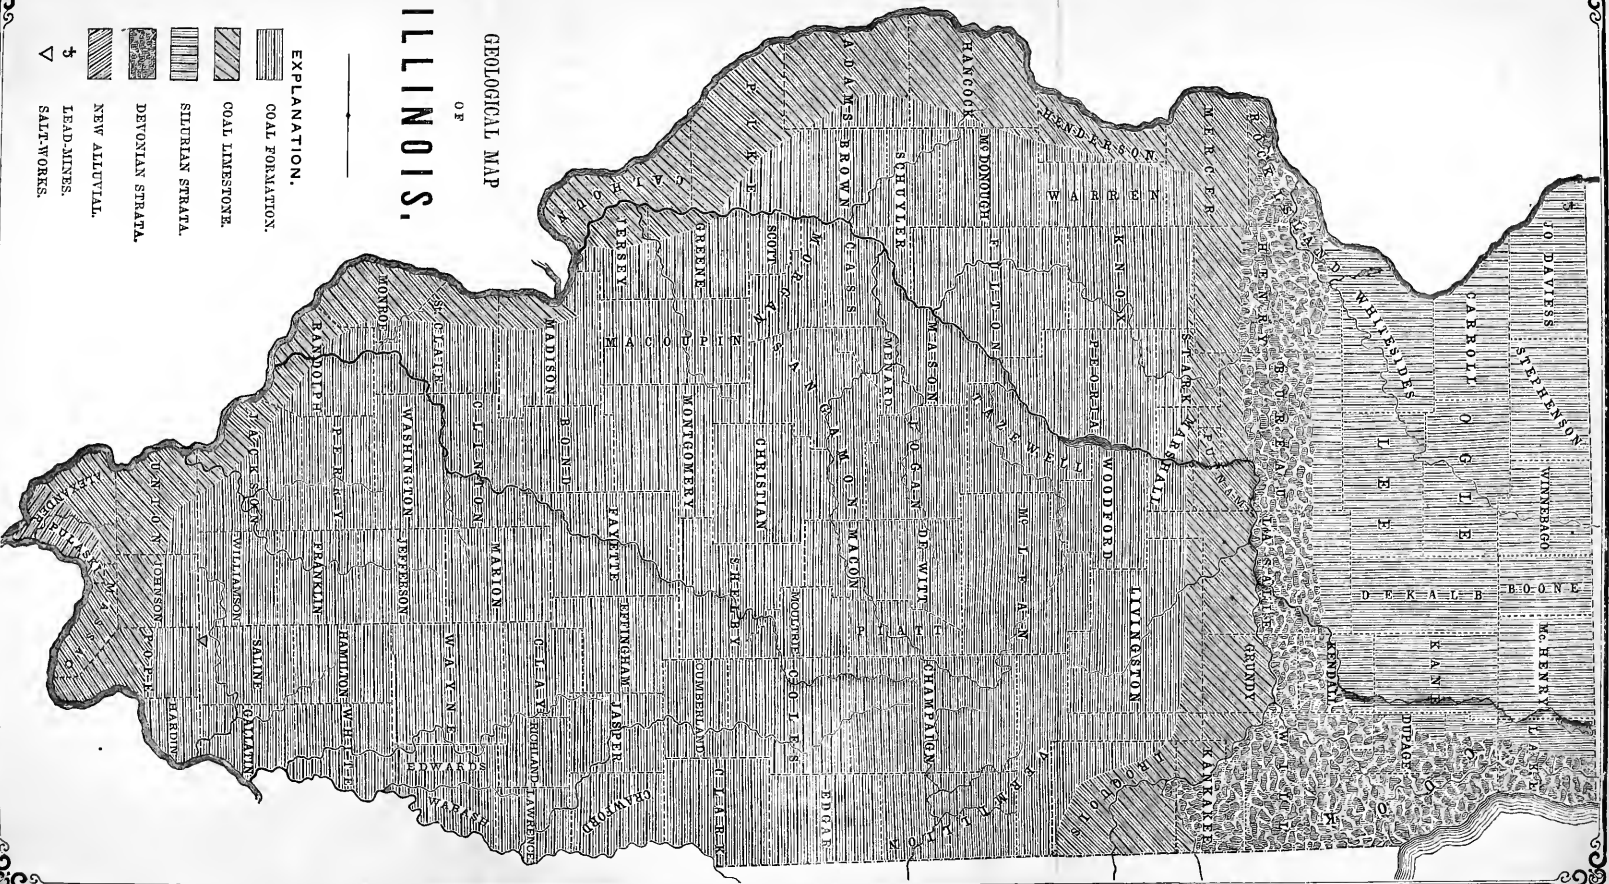 GEOLOGICAL MAP
OF
ILLINOIS.
EXPLANATION.
COAL FORMATION.
COAL LIMESTONE.
SILURIAN STRATA.
DEVONIAN STRATA.
NEW ALLUVIAL.
LEAD-MINES.
SALT-WORKS.
JO DAVIESS
STEPHENSON
WINNEBAGO
BOONE
McHENRY
LAKE
CARROLL
OGLE
WHITESIDES
LEE
DEKALB
KANE
DUPAGE
COOK
ROCK ISLAND
HENRY
BUREAU
LA SALLE
KENDALL
WILL
GRUNDY
KANKAKEE
MERCER
STARK
PUTNAM
MARSHALL
HENDERSON
WARREN
KNOX
PEORIA
WOODFORD
LIVINGSTON
IROQUOIS
HANCOCK
McDONOUGH
FULTON
TAZEWELL
McLEAN
ADAMS
SCHUYLER
BROWN
CASS
MASON
MENARD
LOGAN
DEWITT
PIATT
CHAMPAIGN
VERMILLION
PIKE
SCOTT
MORGAN
SANGAMON
MACON
MOULTRIE
COLES
EDGAR
CALHOUN
GREENE
JERSEY
MACOUPIN
MONTGOMERY
CHRISTIAN
SHELBY
CUMBERLAND
CLARK
MADISON
BOND
FAYETTE
EFFINGHAM
JASPER
CRAWFORD
MONROE
St. CLAIR
CLINTON
MARION
CLAY
RICHLAND
LAWRENCE
RANDOLPH
WASHINGTON
JEFFERSON
WAYNE
EDWARDS
WABASH
PERRY
FRANKLIN
HAMILTON
WHITE
JACKSON
WILLIAMSON
SALINE
GALLATIN
UNION
JOHNSON
POPE
HARDIN
PULASKI
MASSAC